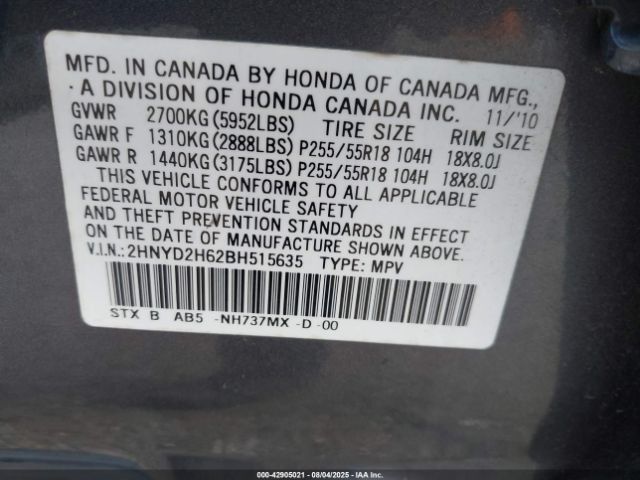 MFD. IN CANADA BY HONDA OF CANADA MFG.,
A DIVISION OF HONDA CANADA INC. 11/'10
GVWR 2700KG(5952LBS) TIRE SIZE RIM SIZE
GAWR F 1310KG(2888LBS) P255/55R18 104H 18X8.0J
GAWR R 1440KG(3175LBS) P255/55R18 104H 18X8.0J
THIS VEHICLE CONFORMS TO ALL APPLICABLE
FEDERAL MOTOR VEHICLE SAFETY
AND THEFT PREVENTION STANDARDS IN EFFECT
ON THE DATE OF MANUFACTURE SHOWN ABOVE.
V.I.N.: 2HNYD2H62BH515635 TYPE: MPV
STX B AB5 -NH737MX -D -00
000-42905021 - 08/04/2025 - IAA Inc.